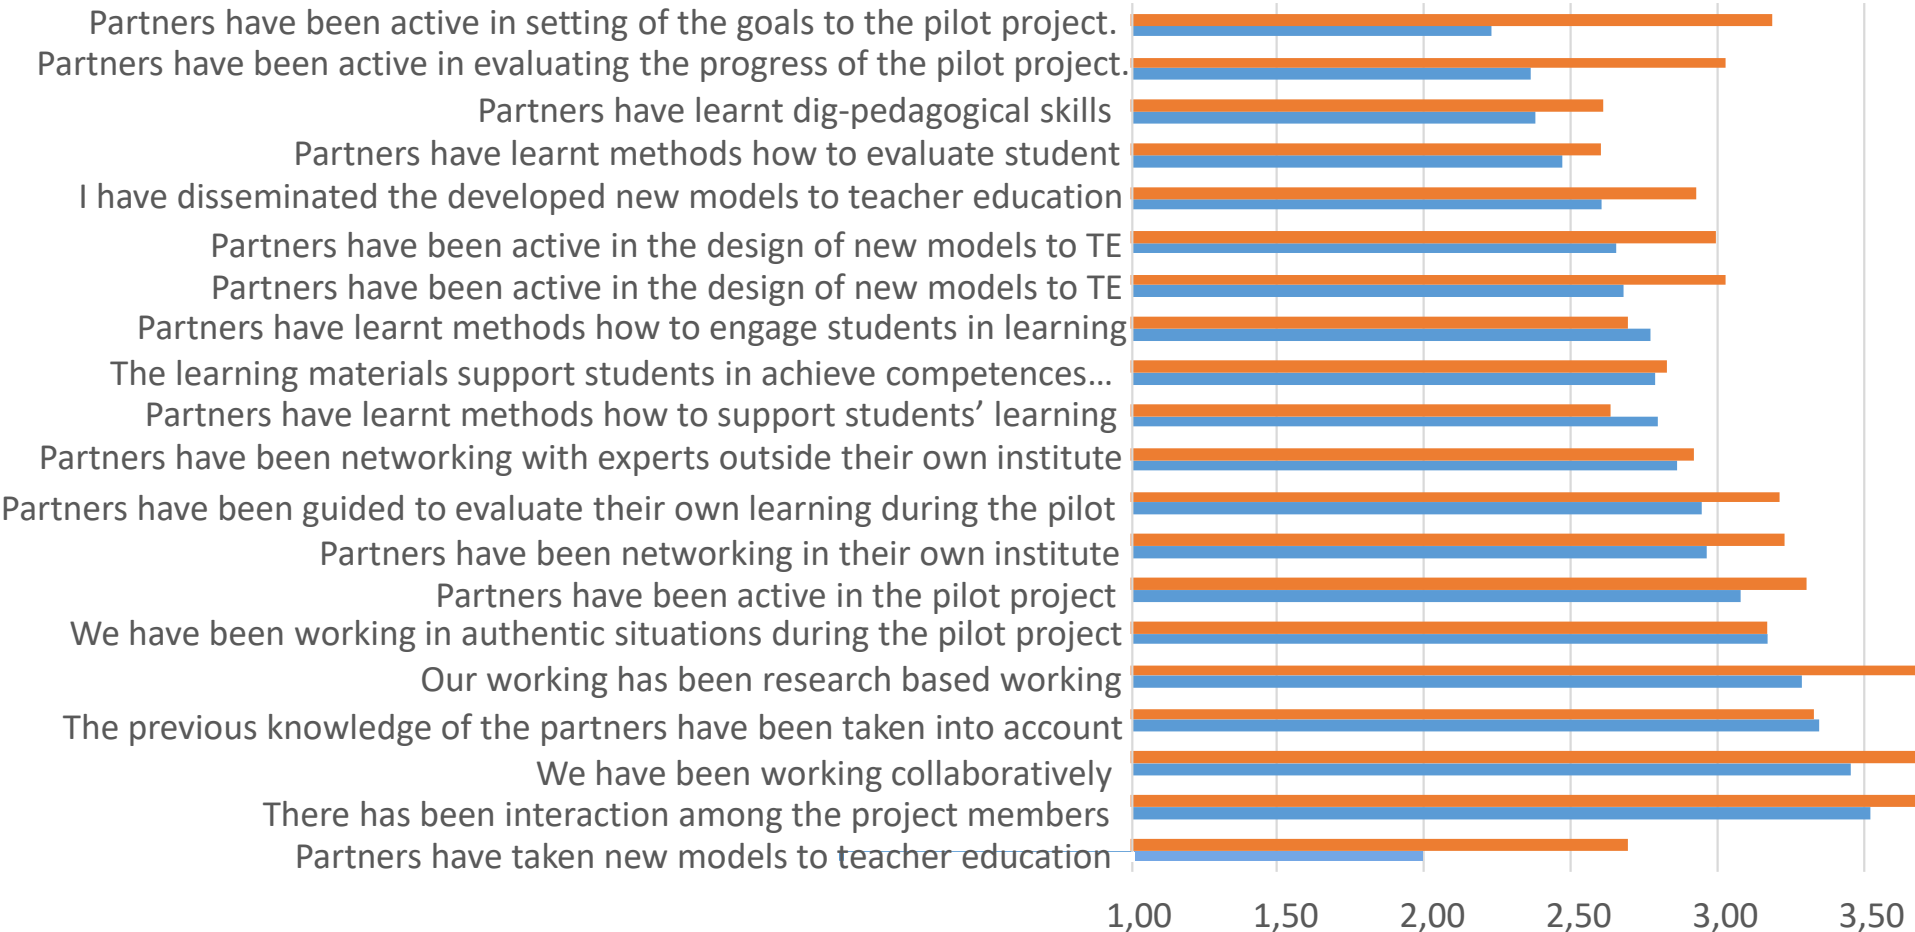 Partners have been active in setting of the goals to the pilot project.
Partners have been active in evaluating the progress of the pilot project.
Partners have learnt dig-pedagogical skills
Partners have learnt methods how to evaluate student
I have disseminated the developed new models to teacher education
Partners have been active in the design of new models to TE
Partners have been active in the design of new models to TE
Partners have learnt methods how to engage students in learning
The learning materials support students in achieve competences...
Partners have learnt methods how to support students’ learning
Partners have been networking with experts outside their own institute
Partners have been guided to evaluate their own learning during the pilot
Partners have been networking in their own institute
Partners have been active in the pilot project
We have been working in authentic situations during the pilot project
Our working has been research based working
The previous knowledge of the partners have been taken into account
We have been working collaboratively
There has been interaction among the project members
Partners have taken new models to teacher education
1,00 1,50 2,00 2,50 3,00 3,50